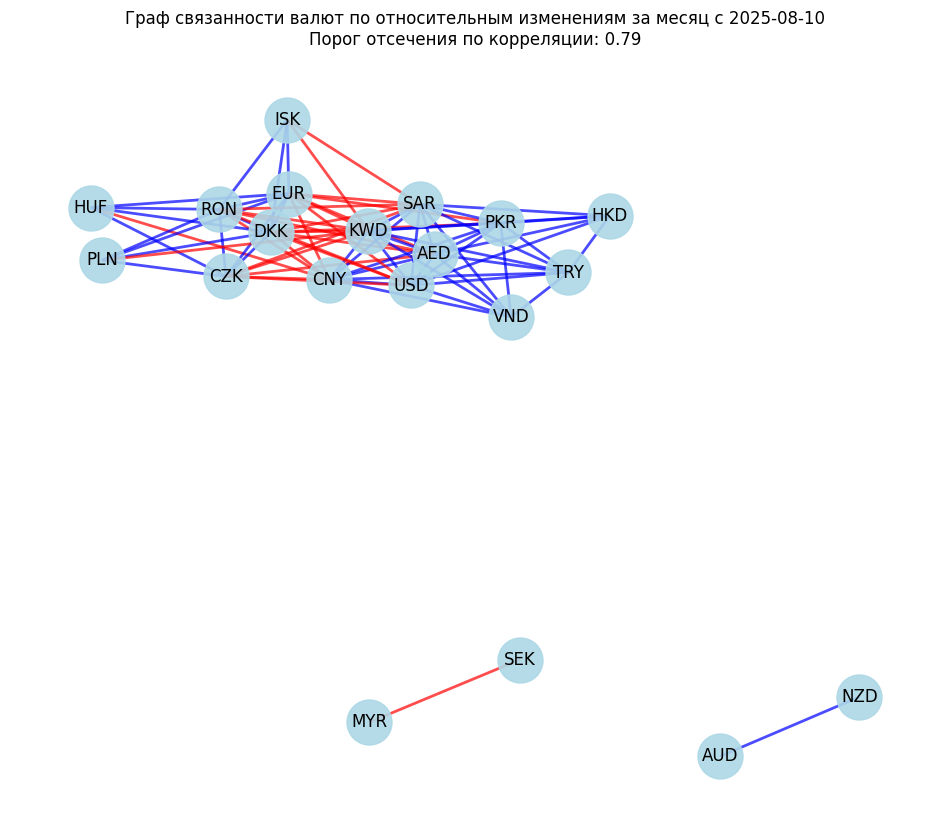 Граф связанности валют по относительным изменениям за месяц с 2025-08-10
Порог отсечения по корреляции: 0.79
ISK
EUR
HUF
RON
SAR
HKD
DKK
KWD
PKR
PLN
AED
CZK
CNY
USD
TRY
VND
SEK
MYR
NZD
AUD